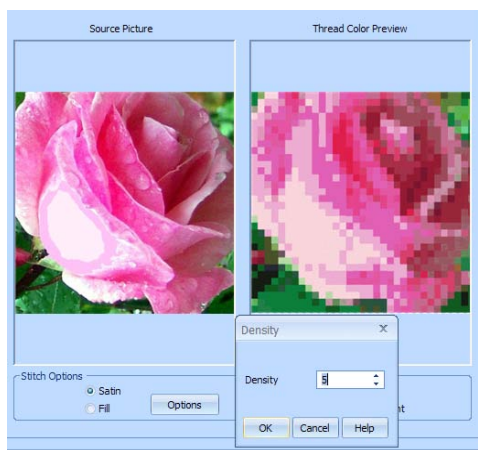 Source Picture
Thread Color Preview
Density
x
Density
5
Stitch Options
Satin
Fill
Options
OK
Cancel
Help